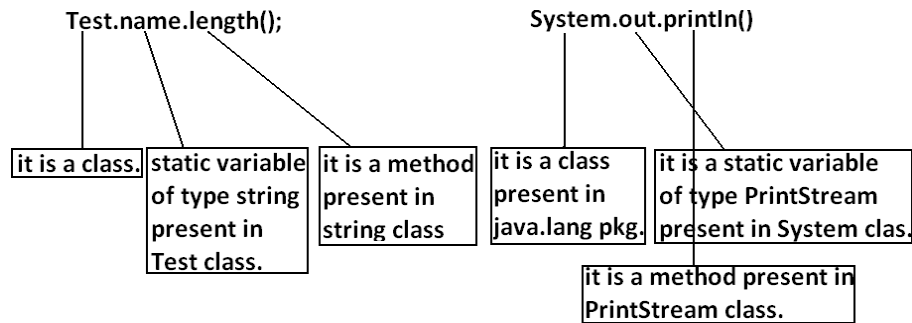 Test.name.length();
System.out.println()
it is a class.
static variable
of type string
present in
Test class.
it is a method
present in
string class
it is a class
present in
java.lang pkg.
it is a static variable
of type PrintStream
present in System clas.
it is a method present in
PrintStream class.